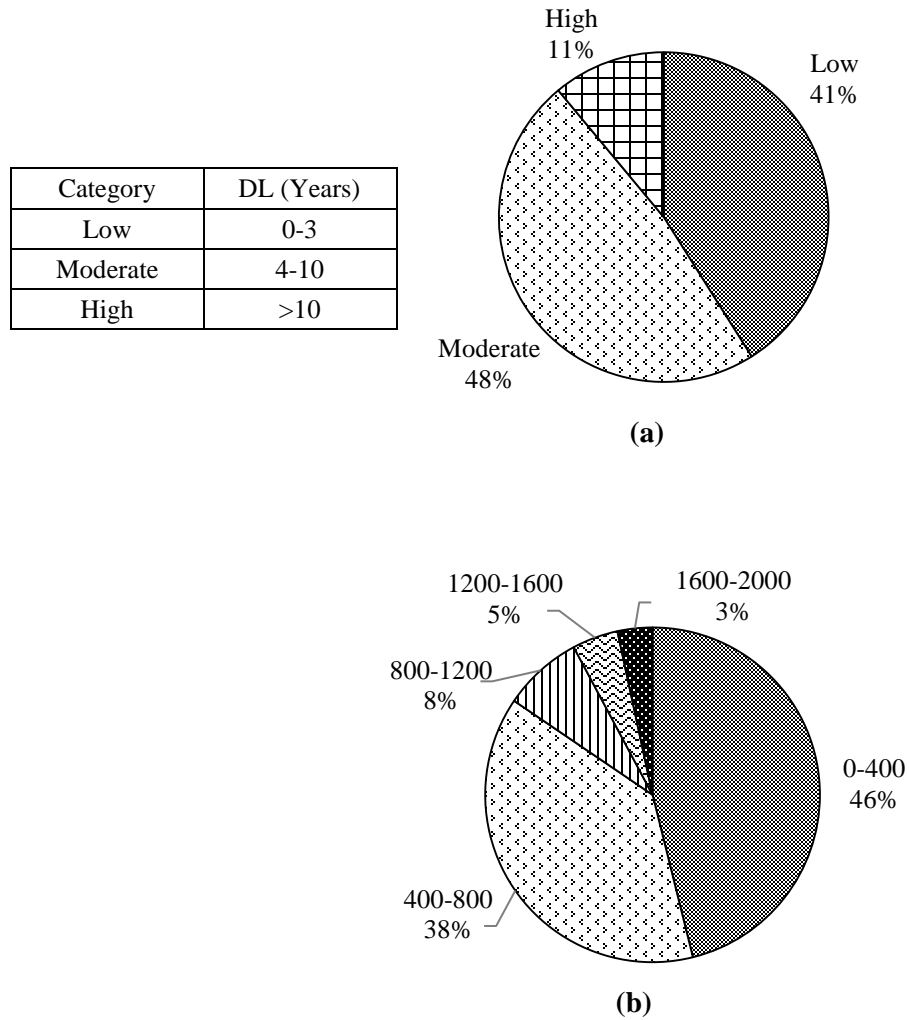 High
11%
Low
41%
Category DL (Years)
Low 0-3
Moderate 4-10
High >10
Moderate
48%
(a)
1200-1600
5%
1600-2000
3%
800-1200
8%
0-400
46%
400-800
38%
(b)